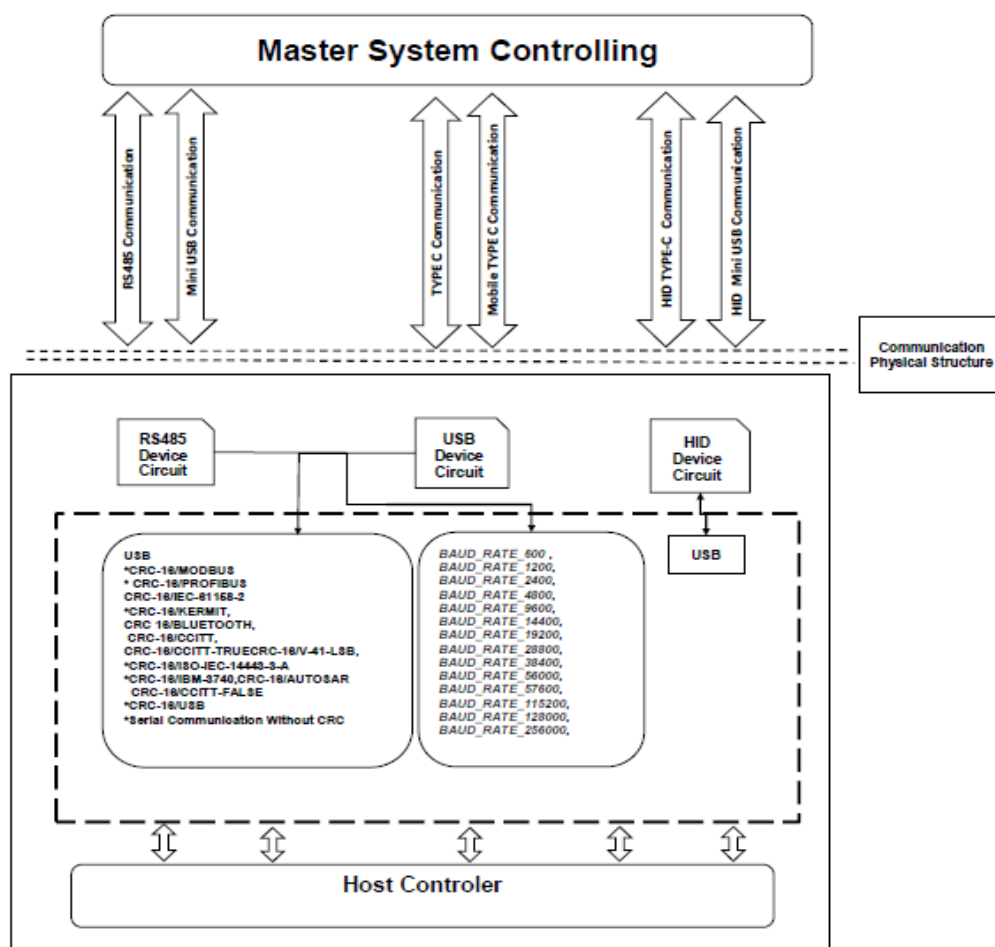 Master System Controlling
RS485 Communication
Mini USB Communication
TYPE C Communication
Mobile TYPE C Communication
HID TYPE-C Communication
HID Mini USB Communication
Communication
Physical Structure
RS485
Device
Circuit
USB
Device
Circuit
HID
Device
Circuit
USB
USB
*CRC-16/MODBUS
* CRC-16/PROFIBUS
CRC-16/IEC-61158-2
*CRC-16/KERMIT,
CRC 16/BLUETOOTH,
CRC-16/CCITT,
CRC-16/CCITT-TRUECRC-16/V-41-LSB,
*CRC-16/ISO-IEC-14443-3-A
*CRC-16/IBM-3740,CRC-16/AUTOSAR
CRC-16/CCITT-FALSE
*CRC-16/USB
*Serial Communication Without CRC
BAUD_RATE_600 ,
BAUD_RATE_1200,
BAUD_RATE_2400,
BAUD_RATE_4800,
BAUD_RATE_9600,
BAUD_RATE_14400,
BAUD_RATE_19200,
BAUD_RATE_28800,
BAUD_RATE_38400,
BAUD_RATE_56000,
BAUD_RATE_57600,
BAUD_RATE_115200,
BAUD_RATE_128000,
BAUD_RATE_256000,
Host Controler